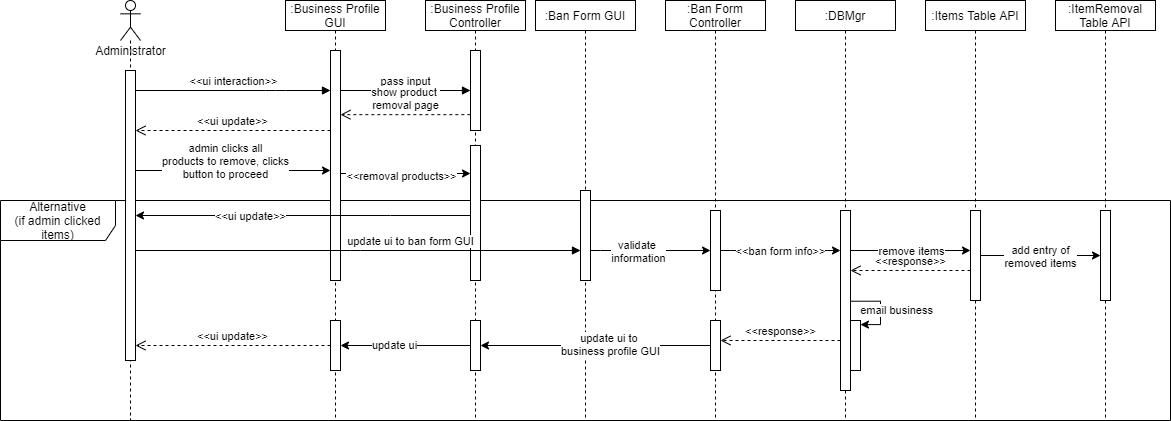 :Business Profile
GUI
:Business Profile
Controller
:Ban Form GUI
:Ban Form
Controller
:DBMgr
:Items Table API
:ItemRemoval
Table API
Administrator
<<ui interaction>>
pass input
show product
removal page
<<ui update>>
admin clicks all
products to remove, clicks
button to proceed
<<removal products>>
Alternative
(if admin clicked
items)
<<ui update>>
update ui to ban form GUI
validate
information
<<ban form info>>
remove items
<<response>>
add entry of
removed items
email business
<<ui update>>
update ui
update ui to
business profile GUI
<<response>>